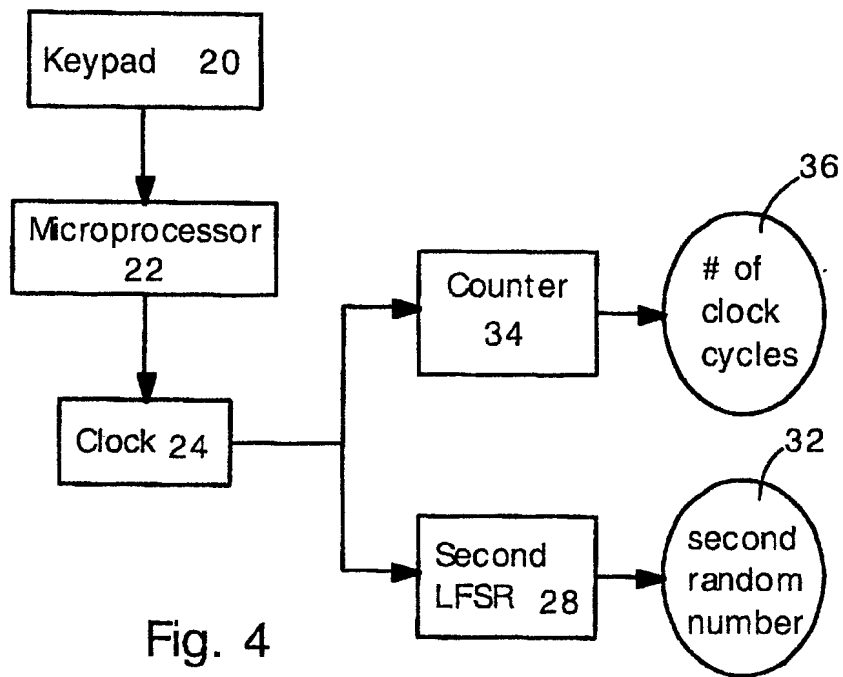 Keypad 20
Microprocessor
22
Clock 24
Counter
34
36
# of
clock
cycles
Second
LFSR 28
32
second
random
number
Fig. 4